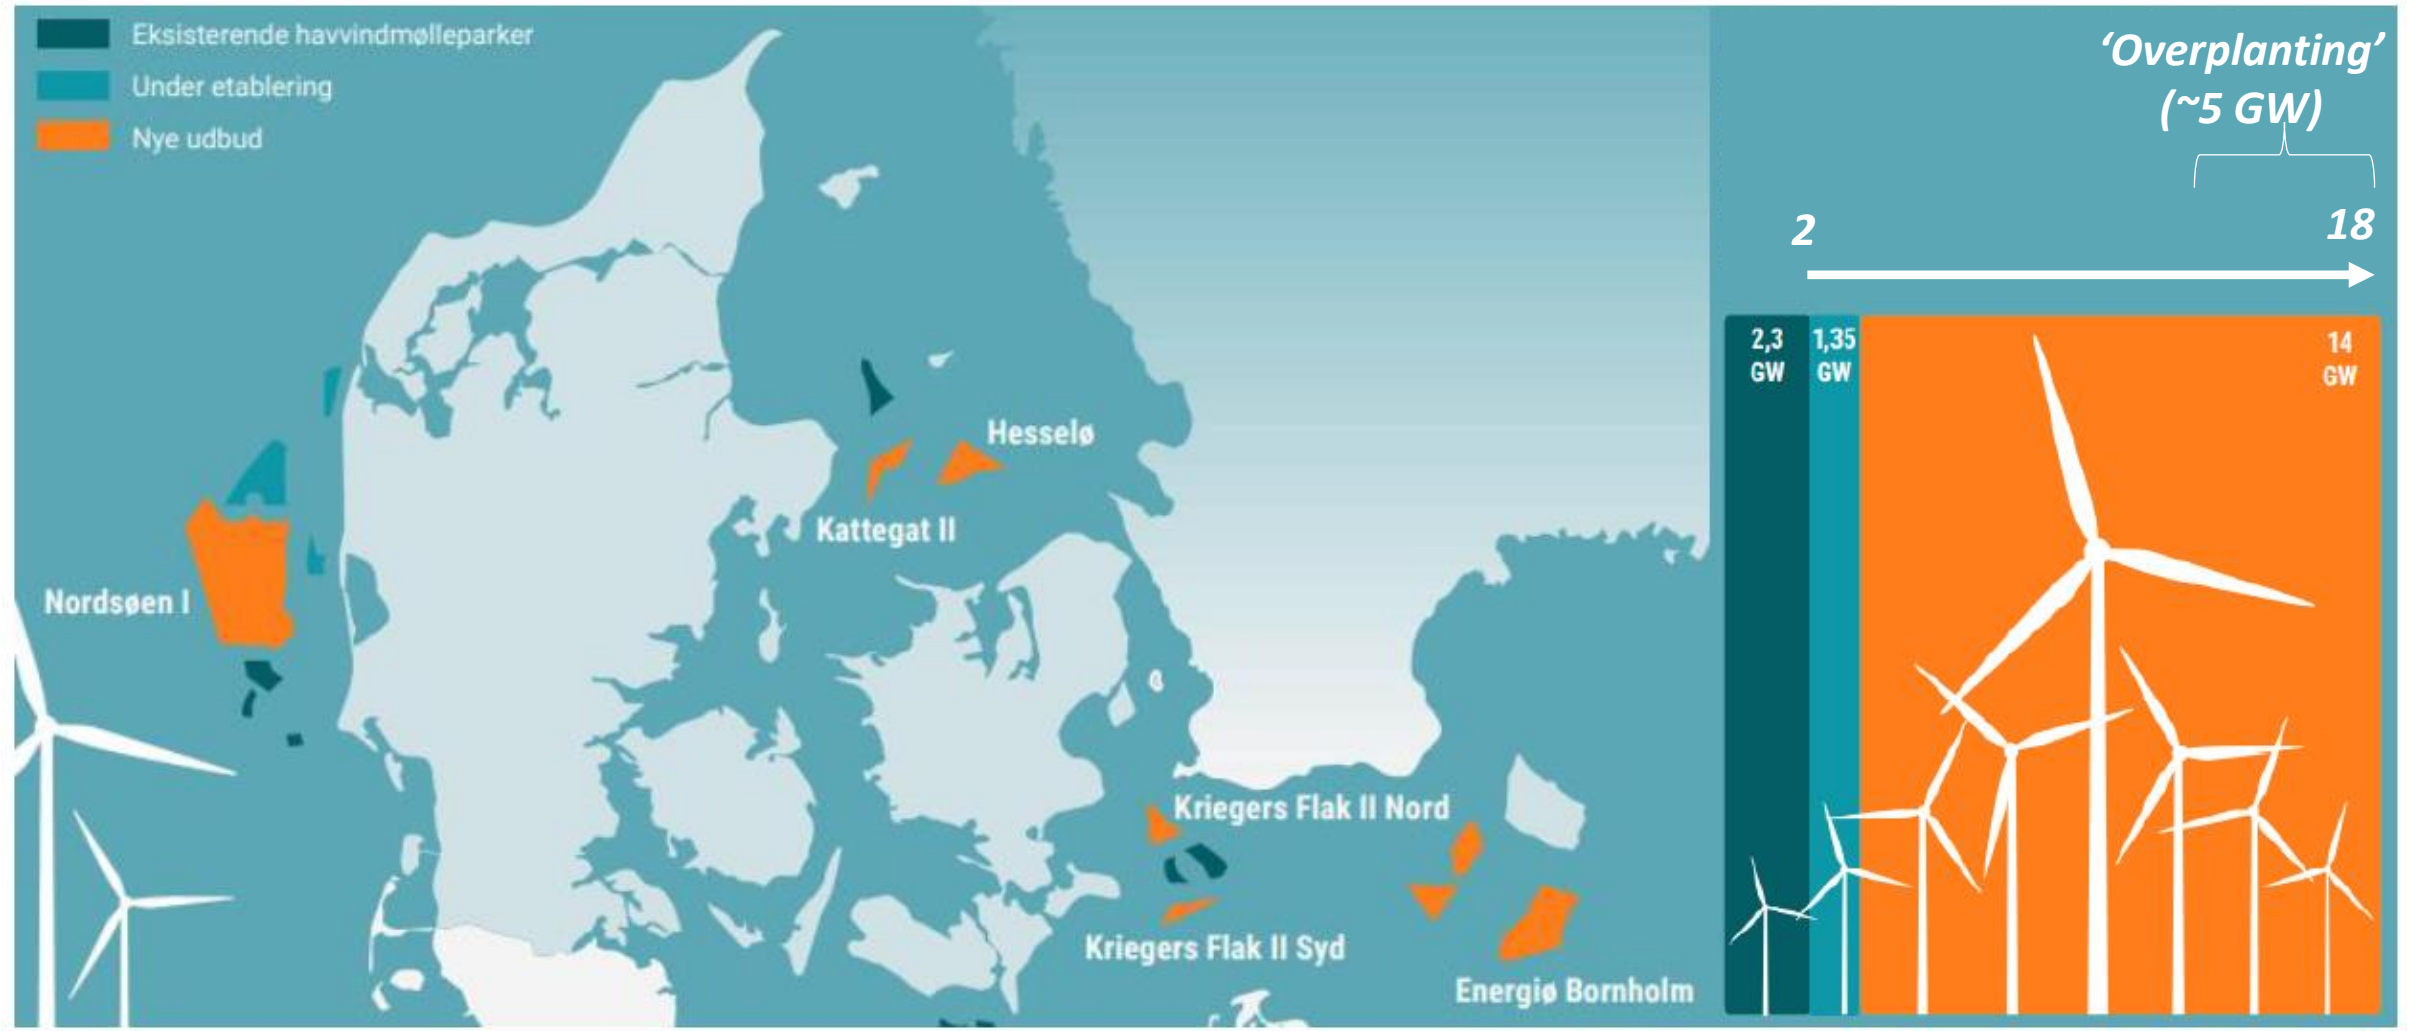 Eksisterende havvindmølleparker
Under etablering
Nye udbud
‘Overplanting’
(~5 GW)
2
18
2,3
GW
1,35
GW
14
GW
Hesselø
Kattegat II
Nordsøen I
Kriegers Flak II Nord
Kriegers Flak II Syd
Energiø Bornholm